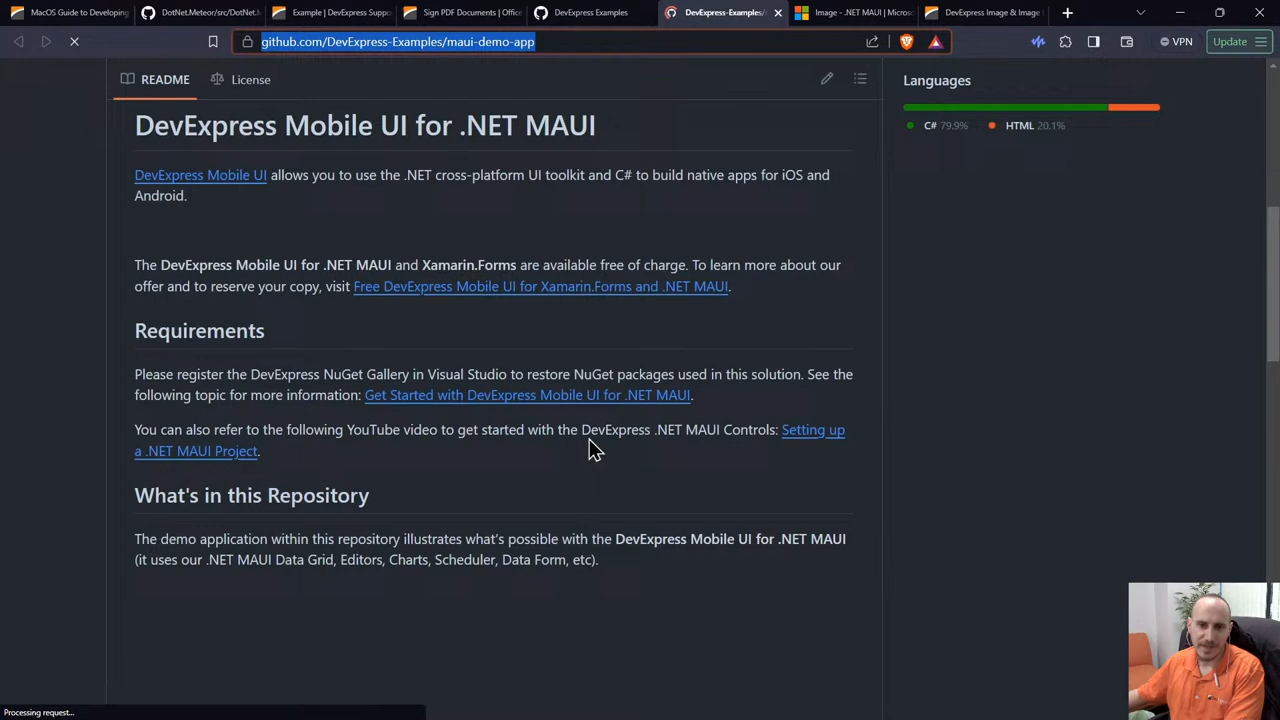 MacOS Guide to Developing
DotNet.Meteor/src/DotNet.M
Example | DevExpress Suppo
Sign PDF Documents | Office
DevExpress Examples
DevExpress-Examples/
Image - .NET MAUI | Microso
DevExpress Image & Image
github.com/DevExpress-Examples/maui-demo-app
VPN
Update
README
License
Languages
C# 79.9%
HTML 20.1%
DevExpress Mobile UI for .NET MAUI
DevExpress Mobile UI allows you to use the .NET cross-platform UI toolkit and C# to build native apps for iOS and
Android.
The DevExpress Mobile UI for .NET MAUI and Xamarin.Forms are available free of charge. To learn more about our
offer and to reserve your copy, visit Free DevExpress Mobile UI for Xamarin.Forms and .NET MAUI.
Requirements
Please register the DevExpress NuGet Gallery in Visual Studio to restore NuGet packages used in this solution. See the
following topic for more information: Get Started with DevExpress Mobile UI for .NET MAUI.
You can also refer to the following YouTube video to get started with the DevExpress .NET MAUI Controls: Setting up
a .NET MAUI Project.
What's in this Repository
The demo application within this repository illustrates what's possible with the DevExpress Mobile UI for .NET MAUI
(it uses our .NET MAUI Data Grid, Editors, Charts, Scheduler, Data Form, etc).
Processing request...